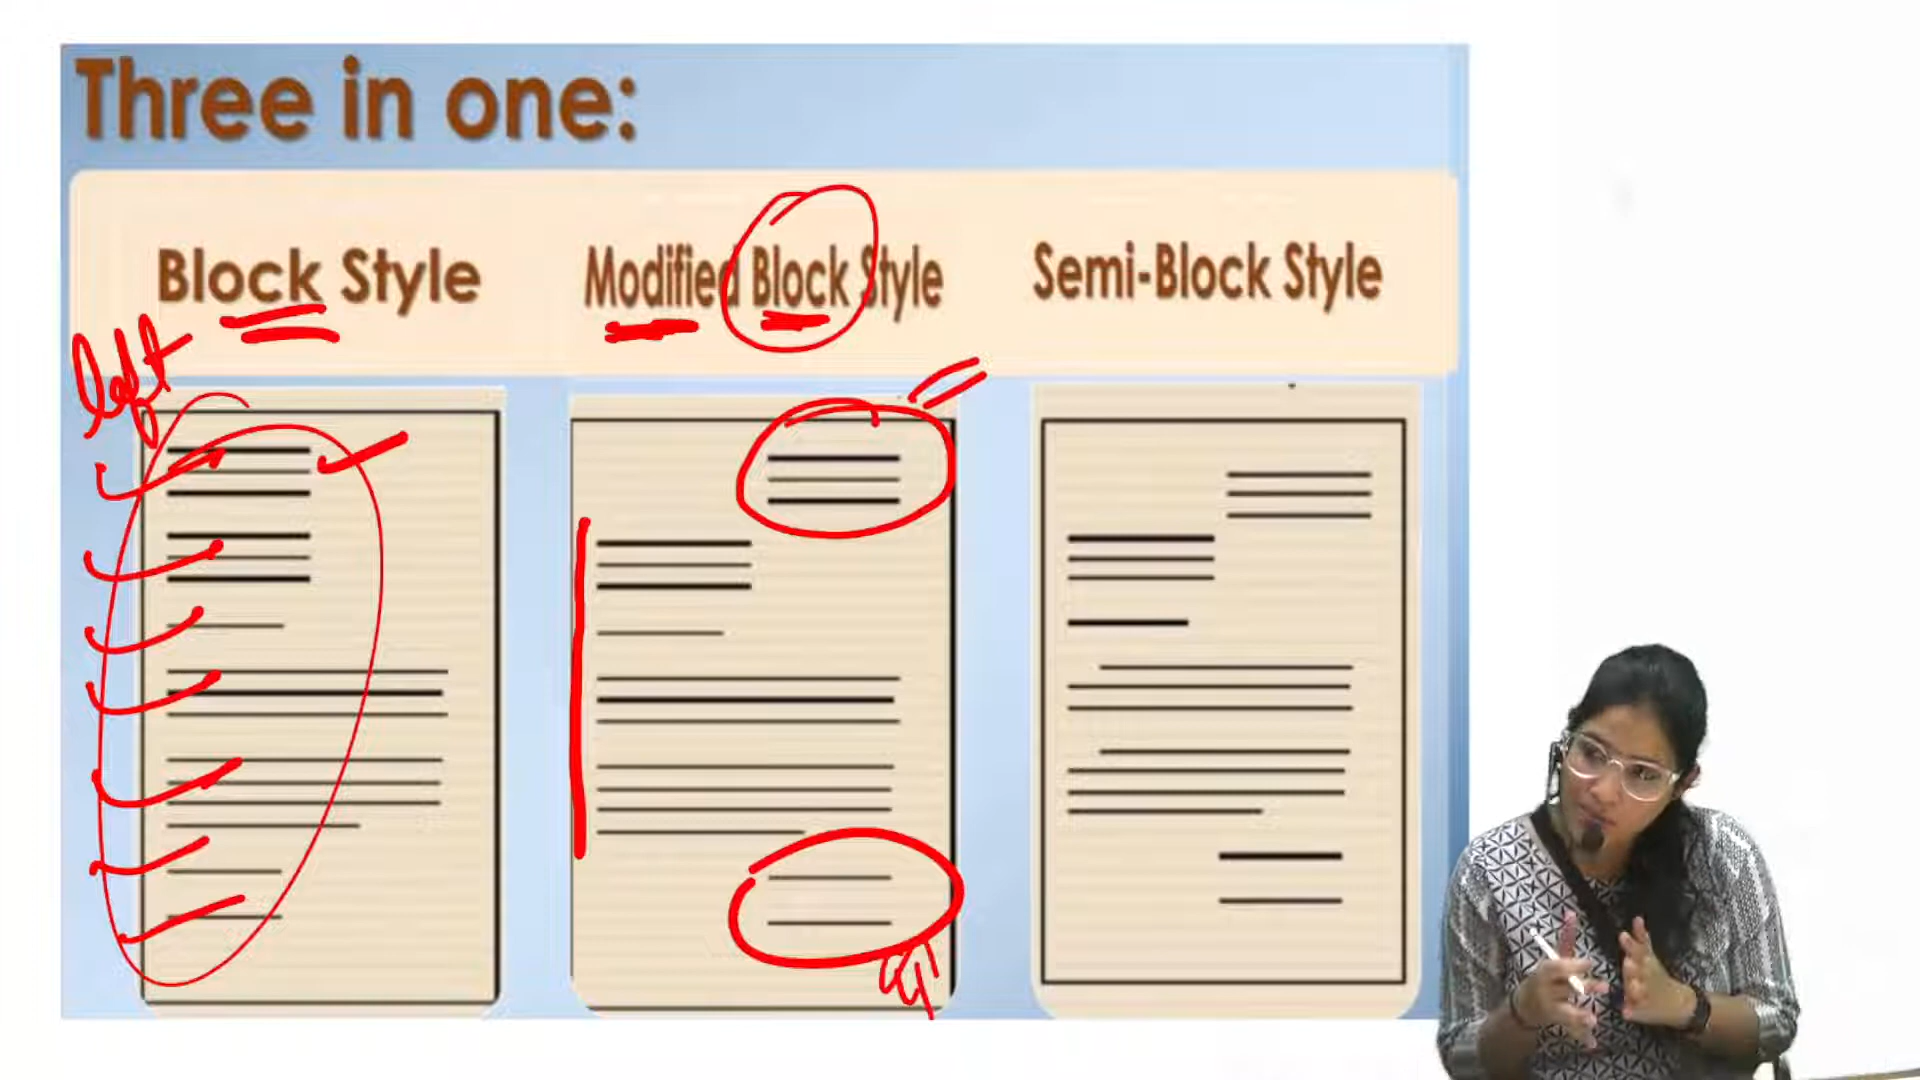 Three in one:
Block Style
Modified Block Style
Semi-Block Style
left